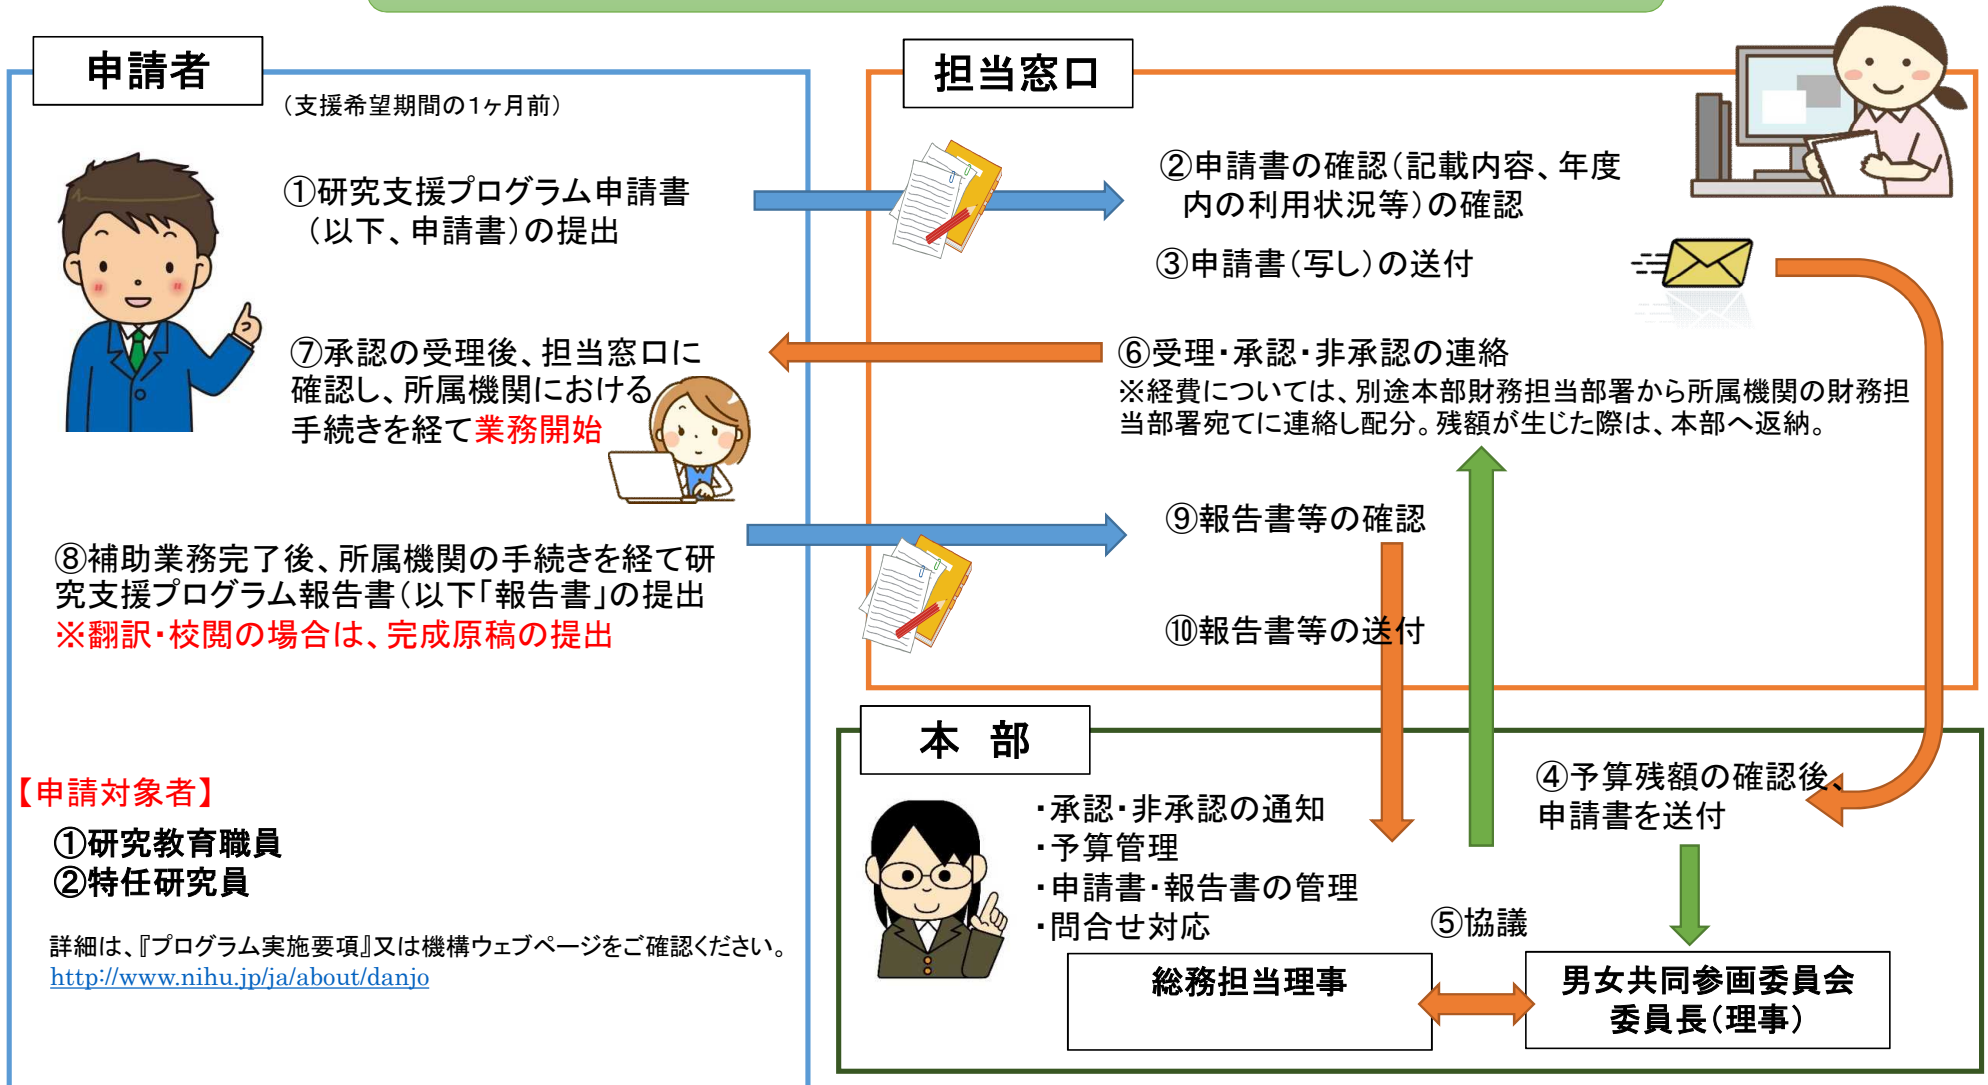 申請者
（支援希望期間の１ヶ月前）
①研究支援プログラム申請書
（以下、申請書）の提出
⑦承認の受理後、担当窓口に
確認し、所属機関における
手続きを経て業務開始
⑧補助業務完了後、所属機関の手続きを経て研
究支援プログラム報告書（以下「報告書」の提出
※翻訳・校閲の場合は、完成原稿の提出
【申請対象者】
①研究教育職員
②特任研究員
詳細は、『プログラム実施要項』又は機構ウェブページをご確認ください。
http://www.nihu.jp/ja/about/danjo
担当窓口
②申請書の確認（記載内容、年度
内の利用状況等）の確認
③申請書（写し）の送付
⑥受理・承認・非承認の連絡
※経費については、別途本部財務担当部署から所属機関の財務担
当部署宛てに連絡し配分。残額が生じた際は、本部へ返納。
⑨報告書等の確認
⑩報告書等の送付
本 部
・承認・非承認の通知
・予算管理
・申請書・報告書の管理
・問合せ対応
④予算残額の確認後、
申請書を送付
⑤協議
総務担当理事
男女共同参画委員会
委員長（理事）